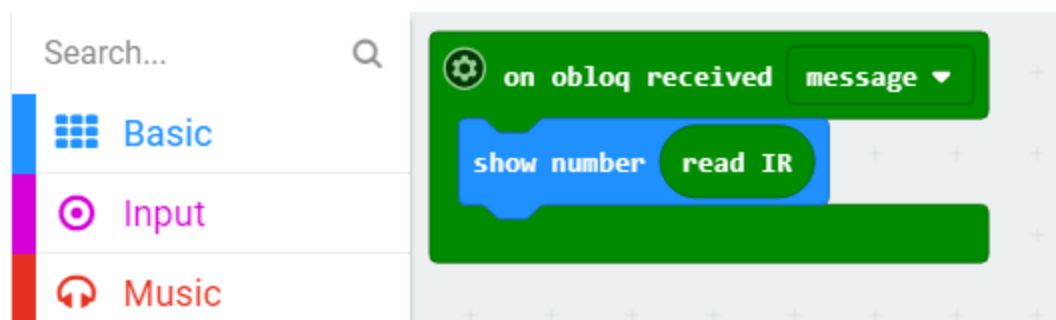 Search...
Basic
Input
Music
on obloq received message
show number read IR